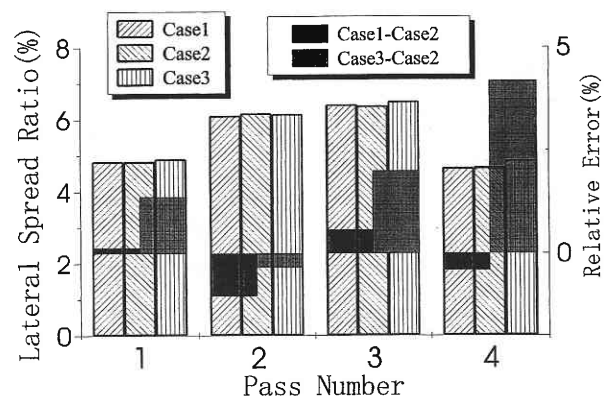 Case1
Case2
Case3
Case1-Case2
Case3-Case2
Lateral Spread Ratio(%)
8
6
4
2
0
5
0
Relative Error(%)
1 2 3 4
Pass Number